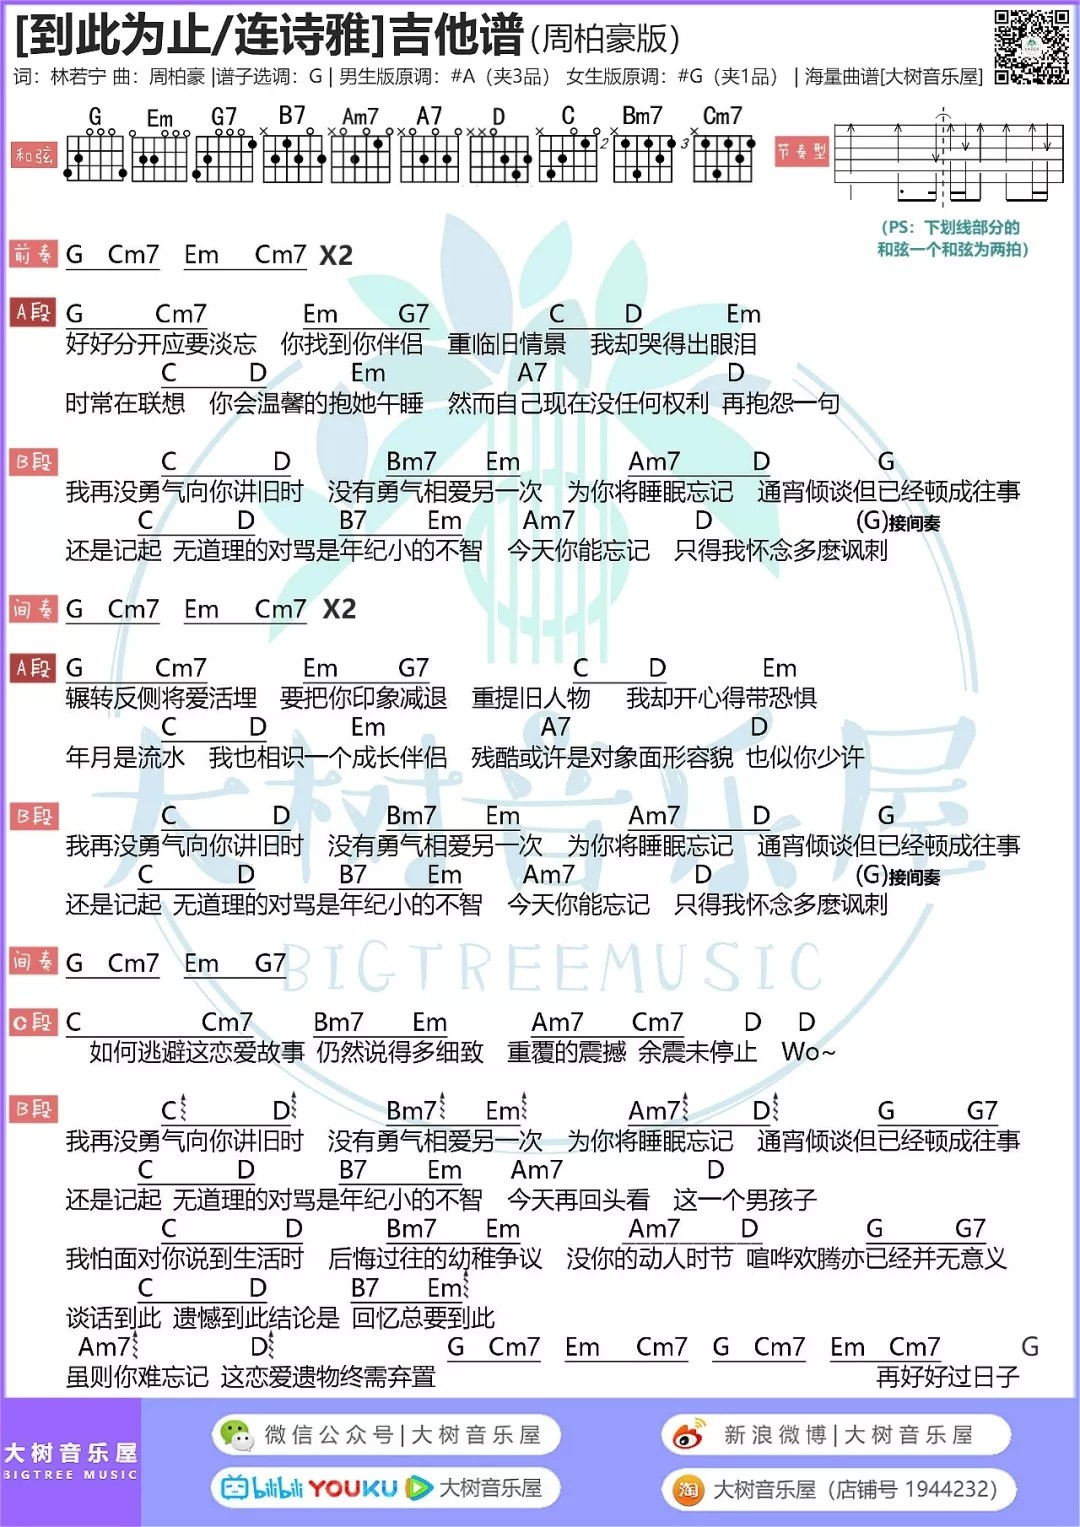 [到此为止/连诗雅]吉他谱(周柏豪版)
词：林若宁 曲：周柏豪 |谱子选调：G | 男生版原调：#A（夹3品） 女生版原调：#G（夹1品） | 海量曲谱[大树音乐屋]
和弦 G Em G7 B7 Am7 A7 D C Bm7 Cm7 节奏型
2 3
（PS：下划线部分的
和弦一个和弦为两拍）
前奏 G Cm7 Em Cm7 X2
A段 G Cm7 Em G7 C D Em
好好分开应要淡忘 你找到你伴侣 重临旧情景 我却哭得出眼泪
C D Em A7 D
时常在联想 你会温馨的抱她午睡 然而自己现在没任何权利 再抱怨一句
B段 C D Bm7 Em Am7 D G
我再没勇气向你讲旧时 没有勇气相爱另一次 为你将睡眠忘记 通宵倾谈但已经顿成往事
C D B7 Em Am7 D (G)接间奏
还是记起 无道理的对骂是年纪小的不智 今天你能忘记 只得我怀念多麽讽刺
间奏 G Cm7 Em Cm7 X2
A段 G Cm7 Em G7 C D Em
辗转反侧将爱活埋 要把你印象减退 重提旧人物 我却开心得带恐惧
C D Em A7 D
年月是流水 我也相识一个成长伴侣 残酷或许是对象面形容貌 也似你少许
B段 C D Bm7 Em Am7 D G
我再没勇气向你讲旧时 没有勇气相爱另一次 为你将睡眠忘记 通宵倾谈但已经顿成往事
C D B7 Em Am7 D (G)接间奏
还是记起 无道理的对骂是年纪小的不智 今天你能忘记 只得我怀念多麽讽刺
间奏 G Cm7 Em G7
C段 C Cm7 Bm7 Em Am7 Cm7 D D
如何逃避这恋爱故事 仍然说得多细致 重覆的震撼 余震未停止 Wo~
B段 C D Bm7 Em Am7 D G G7
我再没勇气向你讲旧时 没有勇气相爱另一次 为你将睡眠忘记 通宵倾谈但已经顿成往事
C D B7 Em Am7 D
还是记起 无道理的对骂是年纪小的不智 今天再回头看 这一个男孩子
C D Bm7 Em Am7 D G G7
我怕面对你说到生活时 后悔过往的幼稚争议 没你的动人时节 喧哗欢腾亦已经并无意义
C D B7 Em
谈话到此 遗憾到此结论是 回忆总要到此
Am7 D G Cm7 Em Cm7 G Cm7 Em Cm7 G
虽则你难忘记 这恋爱遗物终需弃置 再好好过日子
大树音乐屋
BIGTREEMUSIC
大树音乐屋
BIGTREE MUSIC
微信公众号|大树音乐屋
新浪微博|大树音乐屋
bilibili YOUKU 大树音乐屋
淘 大树音乐屋（店铺号 1944232）